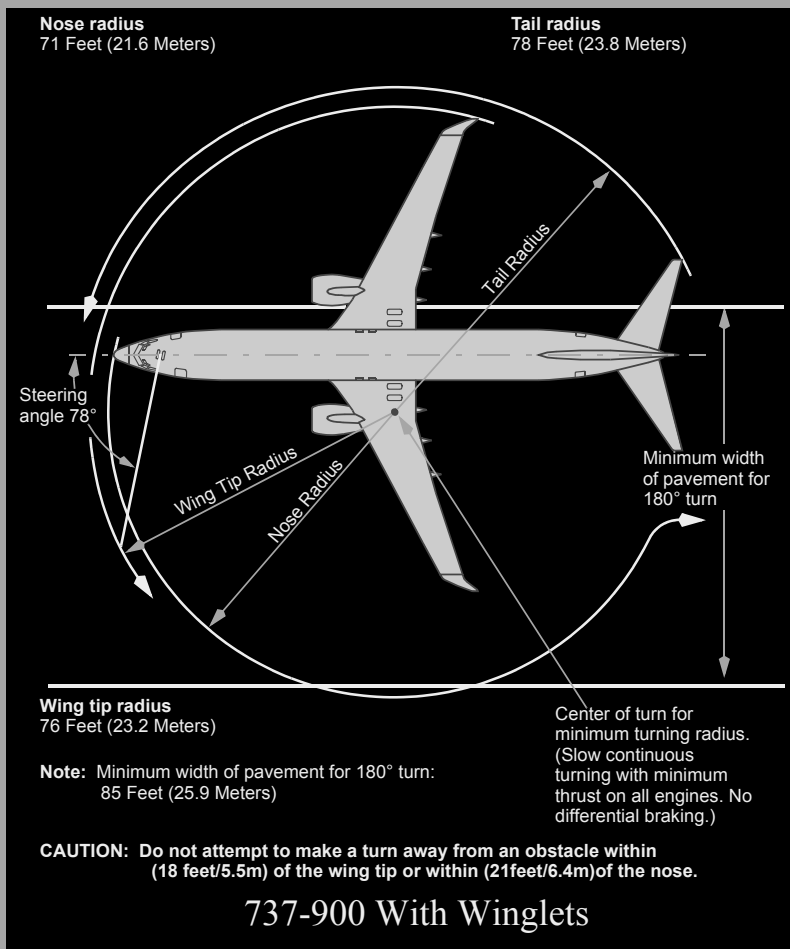 Nose radius
71 Feet (21.6 Meters)
Tail radius
78 Feet (23.8 Meters)
Tail Radius
Steering
angle 78°
Wing Tip Radius
Nose Radius
Minimum width
of pavement for
180° turn
Wing tip radius
76 Feet (23.2 Meters)
Center of turn for
minimum turning radius.
(Slow continuous
turning with minimum
thrust on all engines. No
differential braking.)
Note: Minimum width of pavement for 180° turn:
85 Feet (25.9 Meters)
CAUTION: Do not attempt to make a turn away from an obstacle within
(18 feet/5.5m) of the wing tip or within (21feet/6.4m)of the nose.
737-900 With Winglets